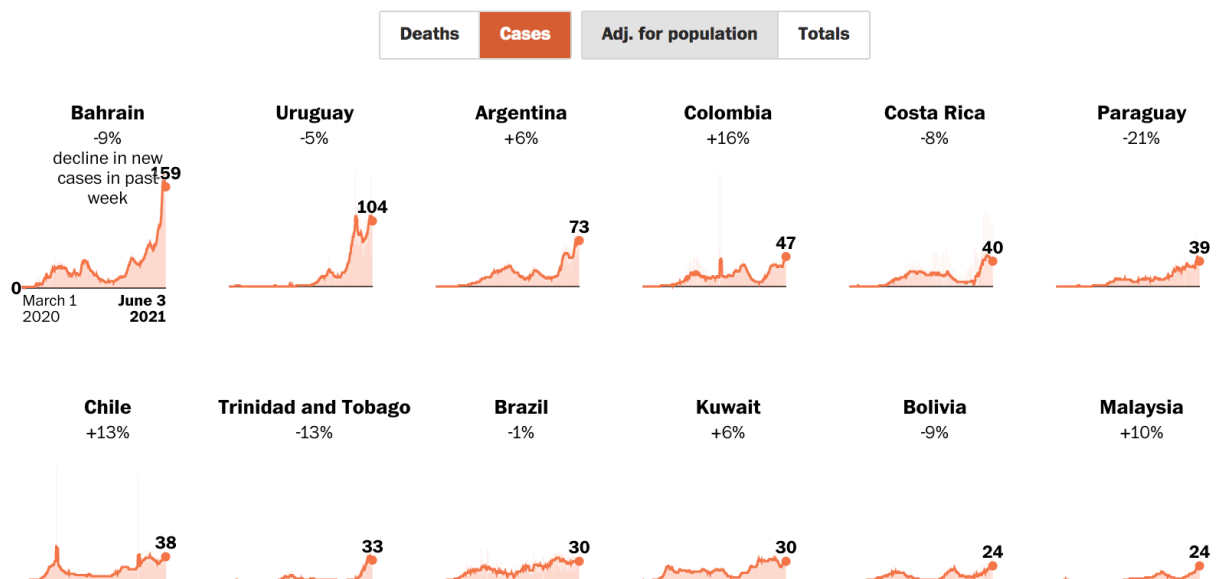 Deaths Cases Adj. for population Totals
Bahrain Uruguay Argentina Colombia Costa Rica Paraguay
-9% -5% +6% +16% -8% -21%
decline in new
cases in past
week
159
104
73
47
40
39
0
March 1 June 3
2020 2021
Chile Trinidad and Tobago Brazil Kuwait Bolivia Malaysia
+13% -13% -1% +6% -9% +10%
38 33 30 30 24 24